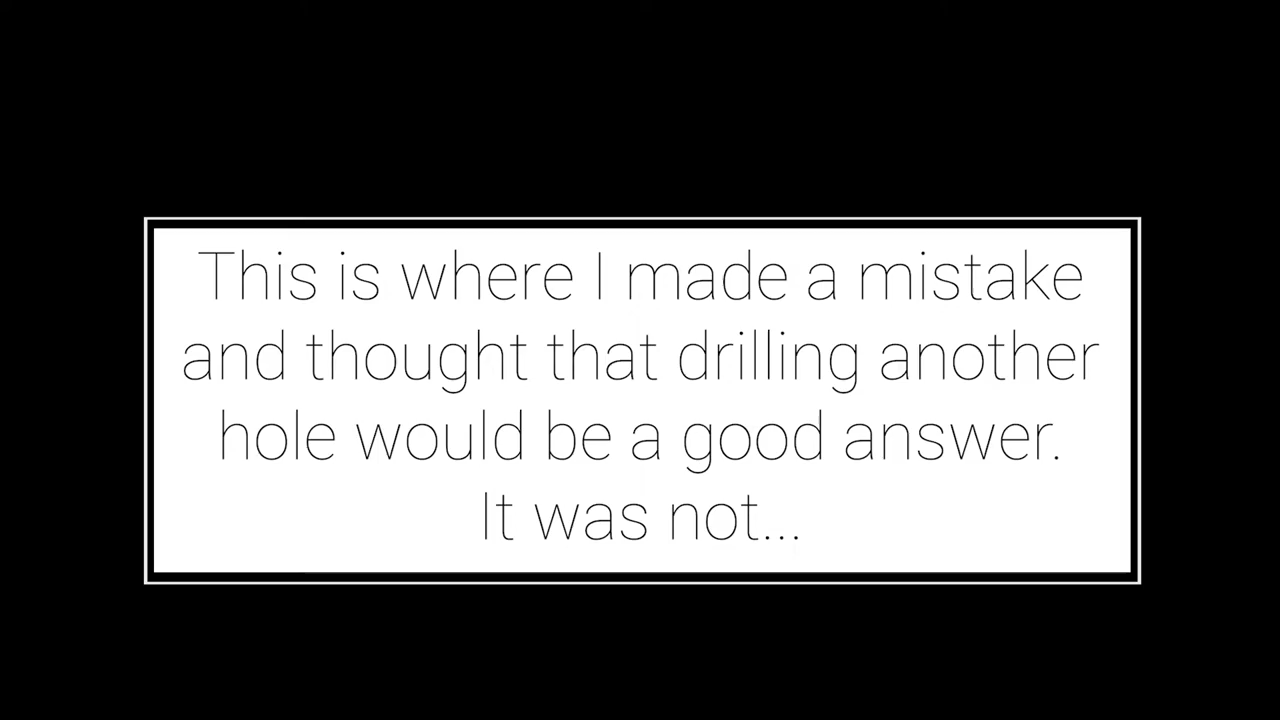 This is where I made a mistake
and thought that drilling another
hole would be a good answer.
It was not...